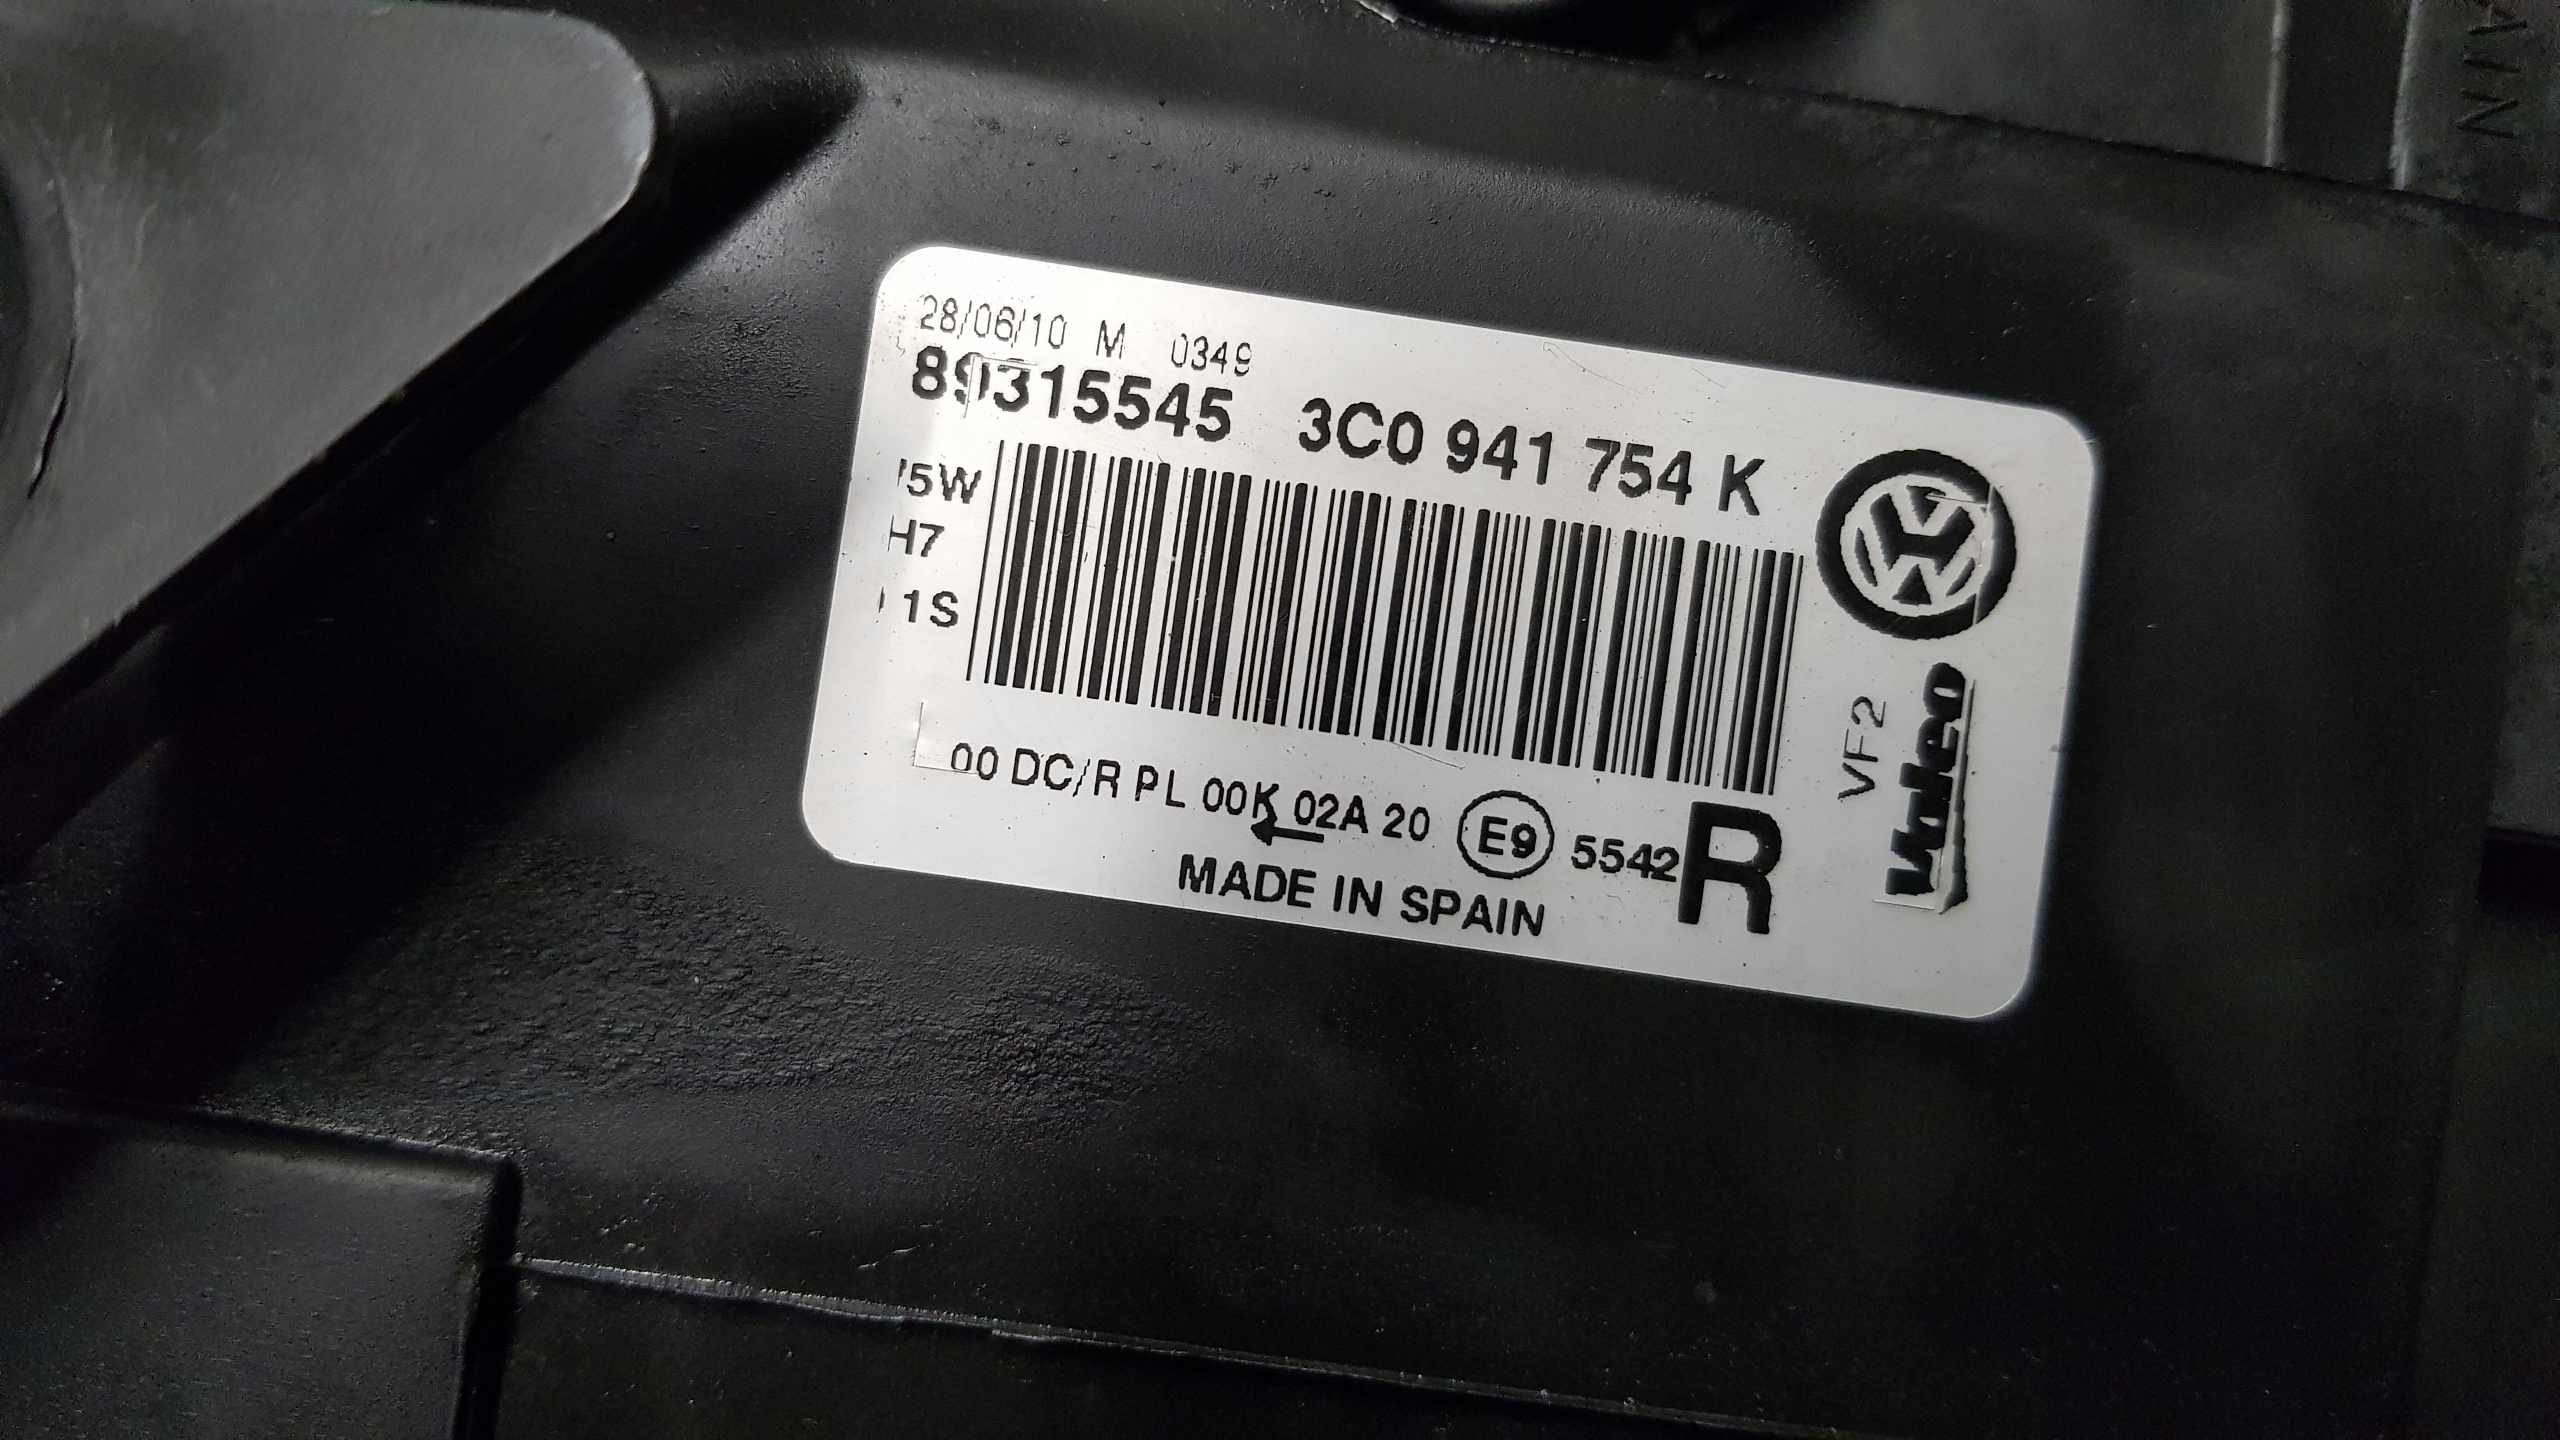 28/06/10 M 0349
89315545 3C0 941 754 K
5W
H7
1S
00 DC/R PL 00K 02A 20 E9 5542 R
MADE IN SPAIN
VF2
Valeo